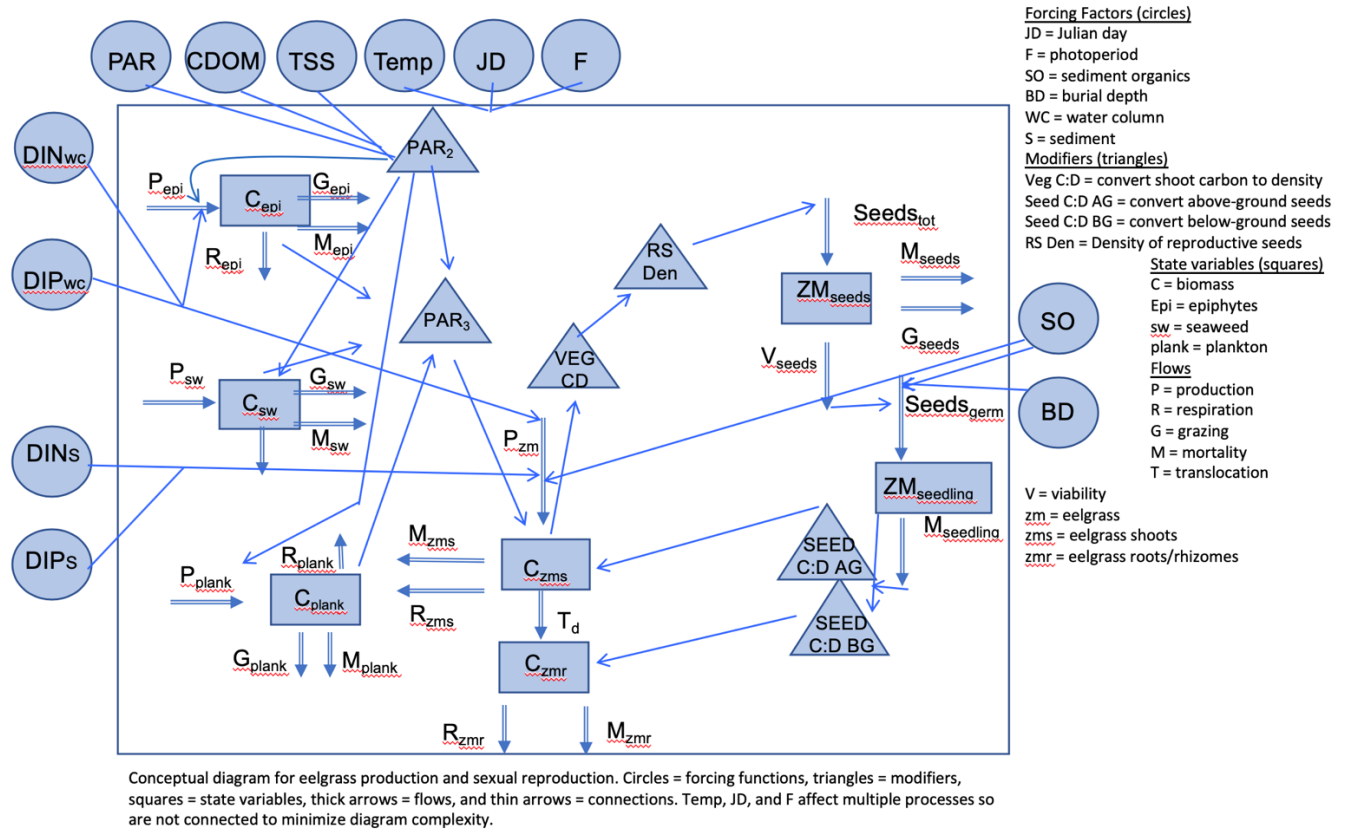 PAR
CDOM
TSS
Temp
JD
F
DINwc
DIPwc
DINs
DIPs
PAR2
Pepi
Cepi
Gepi
Mepi
Repi
PAR3
RS
Den
VEG
CD
Seedstot
ZMseeds
Mseeds
Gseeds
Vseeds
SO
BD
Seedsgerm
Psw
Csw
Gsw
Msw
Pzm
ZMseedling
Mseedling
SEED
C:D AG
SEED
C:D BG
Mzms
Rzms
Czms
Td
Czmr
Rzmr
Mzmr
Rplank
Pplank
Cplank
Gplank
Mplank
Forcing Factors (circles)
JD = Julian day
F = photoperiod
SO = sediment organics
BD = burial depth
WC = water column
S = sediment
Modifiers (triangles)
Veg C:D = convert shoot carbon to density
Seed C:D AG = convert above-ground seeds
Seed C:D BG = convert below-ground seeds
RS Den = Density of reproductive seeds
State variables (squares)
C = biomass
Epi = epiphytes
sw = seaweed
plank = plankton
Flows
P = production
R = respiration
G = grazing
M = mortality
T = translocation
V = viability
zm = eelgrass
zms = eelgrass shoots
zmr = eelgrass roots/rhizomes
Conceptual diagram for eelgrass production and sexual reproduction. Circles = forcing functions, triangles = modifiers,
squares = state variables, thick arrows = flows, and thin arrows = connections. Temp, JD, and F affect multiple processes so
are not connected to minimize diagram complexity.